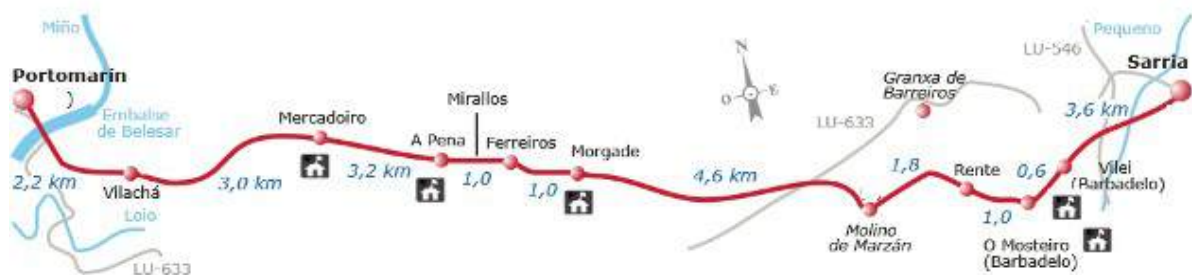 Miño
Portomarín
Embalse
de Belesar
2,2 km
Vilachá
Loio
LU-633
3,0 km
Mercadoiro
3,2 km
A Pena
Mirallos
1,0
Ferreiros
1,0
Morgade
4,6 km
N
O
E
LU-633
Granxa de
Barreiros
Molino
de Marzán
1,8
Rente
1,0
O Mosteiro
(Barbadelo)
0,6
Vilei
(Barbadelo)
3,6 km
LU-546
Pequeno
Sarria